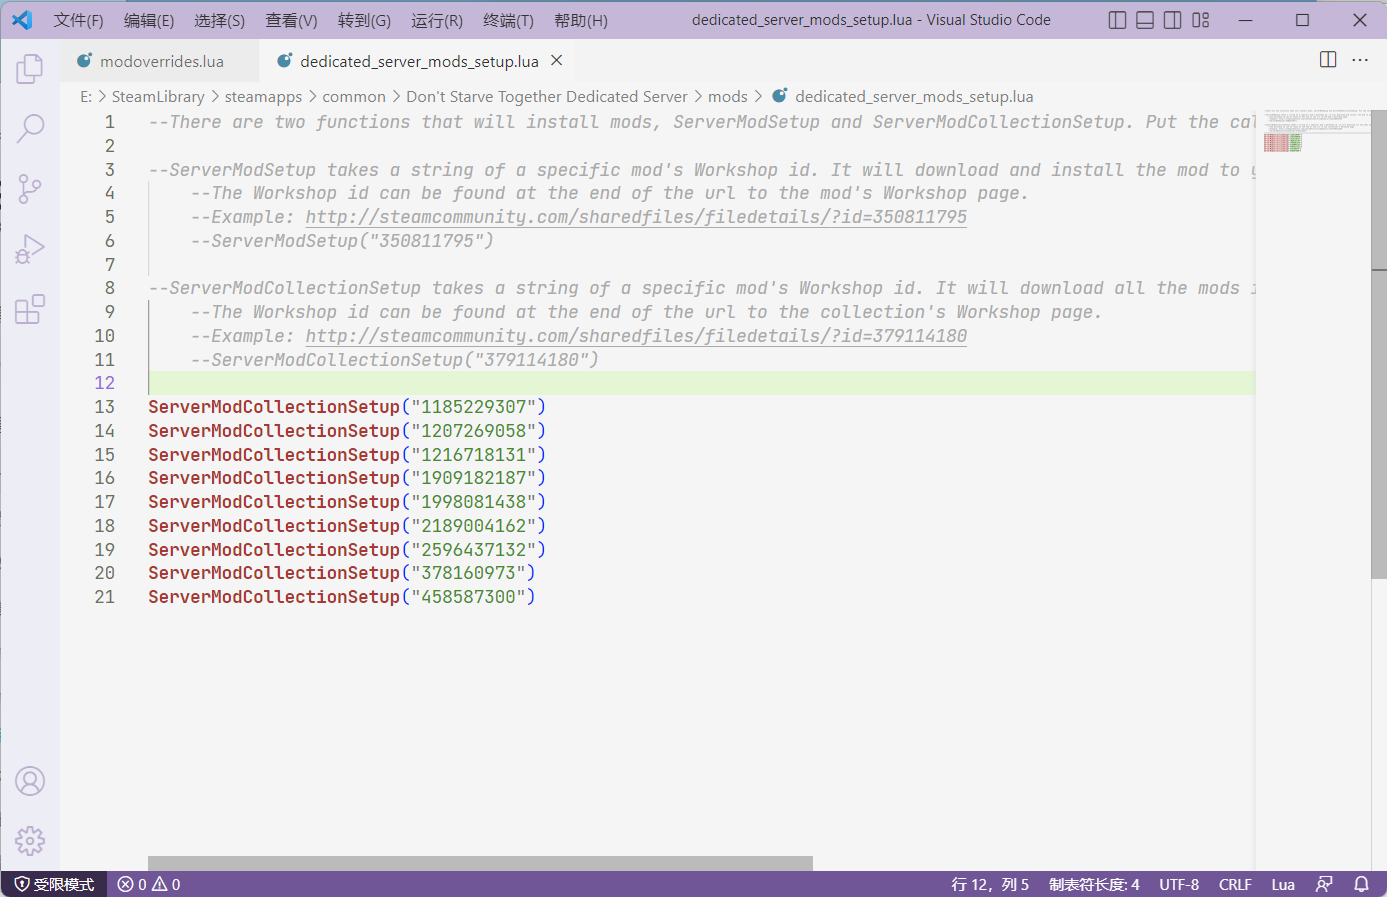 文件(F) 编辑(E) 选择(S) 查看(V) 转到(G) 运行(R) 终端(T) 帮助(H) dedicated_server_mods_setup.lua - Visual Studio Code
modoverrides.lua dedicated_server_mods_setup.lua
E: > SteamLibrary > steamapps > common > Don't Starve Together Dedicated Server > mods > dedicated_server_mods_setup.lua
1 --There are two functions that will install mods, ServerModSetup and ServerModCollectionSetup. Put the cal
2
3 --ServerModSetup takes a string of a specific mod's Workshop id. It will download and install the mod to y
4 --The Workshop id can be found at the end of the url to the mod's Workshop page.
5 --Example: http://steamcommunity.com/sharedfiles/filedetails/?id=350811795
6 --ServerModSetup("350811795")
7
8 --ServerModCollectionSetup takes a string of a specific mod's Workshop id. It will download all the mods i
9 --The Workshop id can be found at the end of the url to the collection's Workshop page.
10 --Example: http://steamcommunity.com/sharedfiles/filedetails/?id=379114180
11 --ServerModCollectionSetup("379114180")
12
13 ServerModCollectionSetup("1185229307")
14 ServerModCollectionSetup("1207269058")
15 ServerModCollectionSetup("1216718131")
16 ServerModCollectionSetup("1909182187")
17 ServerModCollectionSetup("1998081438")
18 ServerModCollectionSetup("2189004162")
19 ServerModCollectionSetup("2596437132")
20 ServerModCollectionSetup("378160973")
21 ServerModCollectionSetup("458587300")
受限模式 0 0 行 12，列 5 制表符长度: 4 UTF-8 CRLF Lua